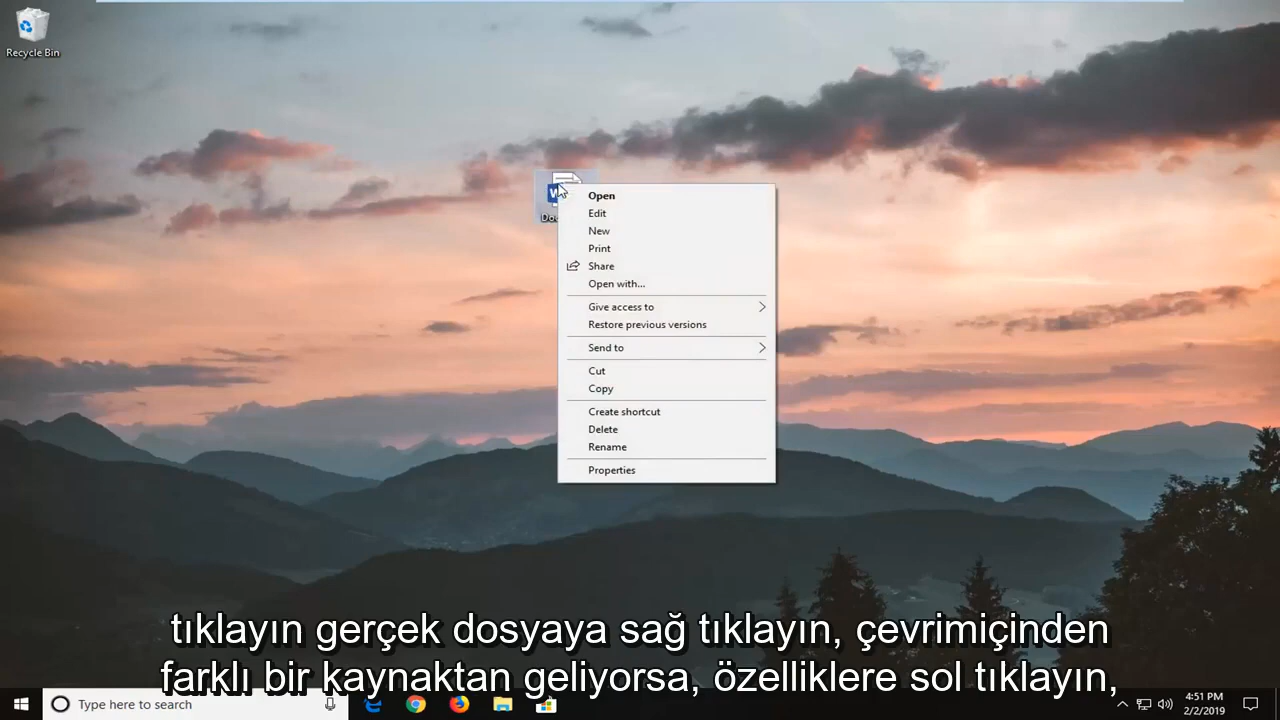 Recycle Bin
W
Open
Edit
New
Print
Share
Open with...
Give access to
Restore previous versions
Send to
Cut
Copy
Create shortcut
Delete
Rename
Properties
tıklayın gerçek dosyaya sağ tıklayın, çevrimiçinden
farklı bir kaynaktan geliyorsa, özelliklere sol tıklayın,
Type here to search
4:51 PM
2/2/2019